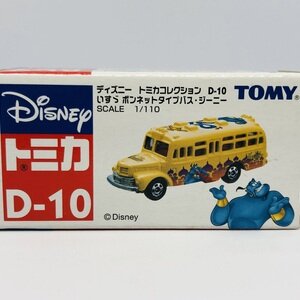 Disney
ディズニー トミカコレクション D-10
いすゞ ボンネットタイプバス・ジーニー
SCALE 1/110
TOMY
トミカ
D-10
©Disney